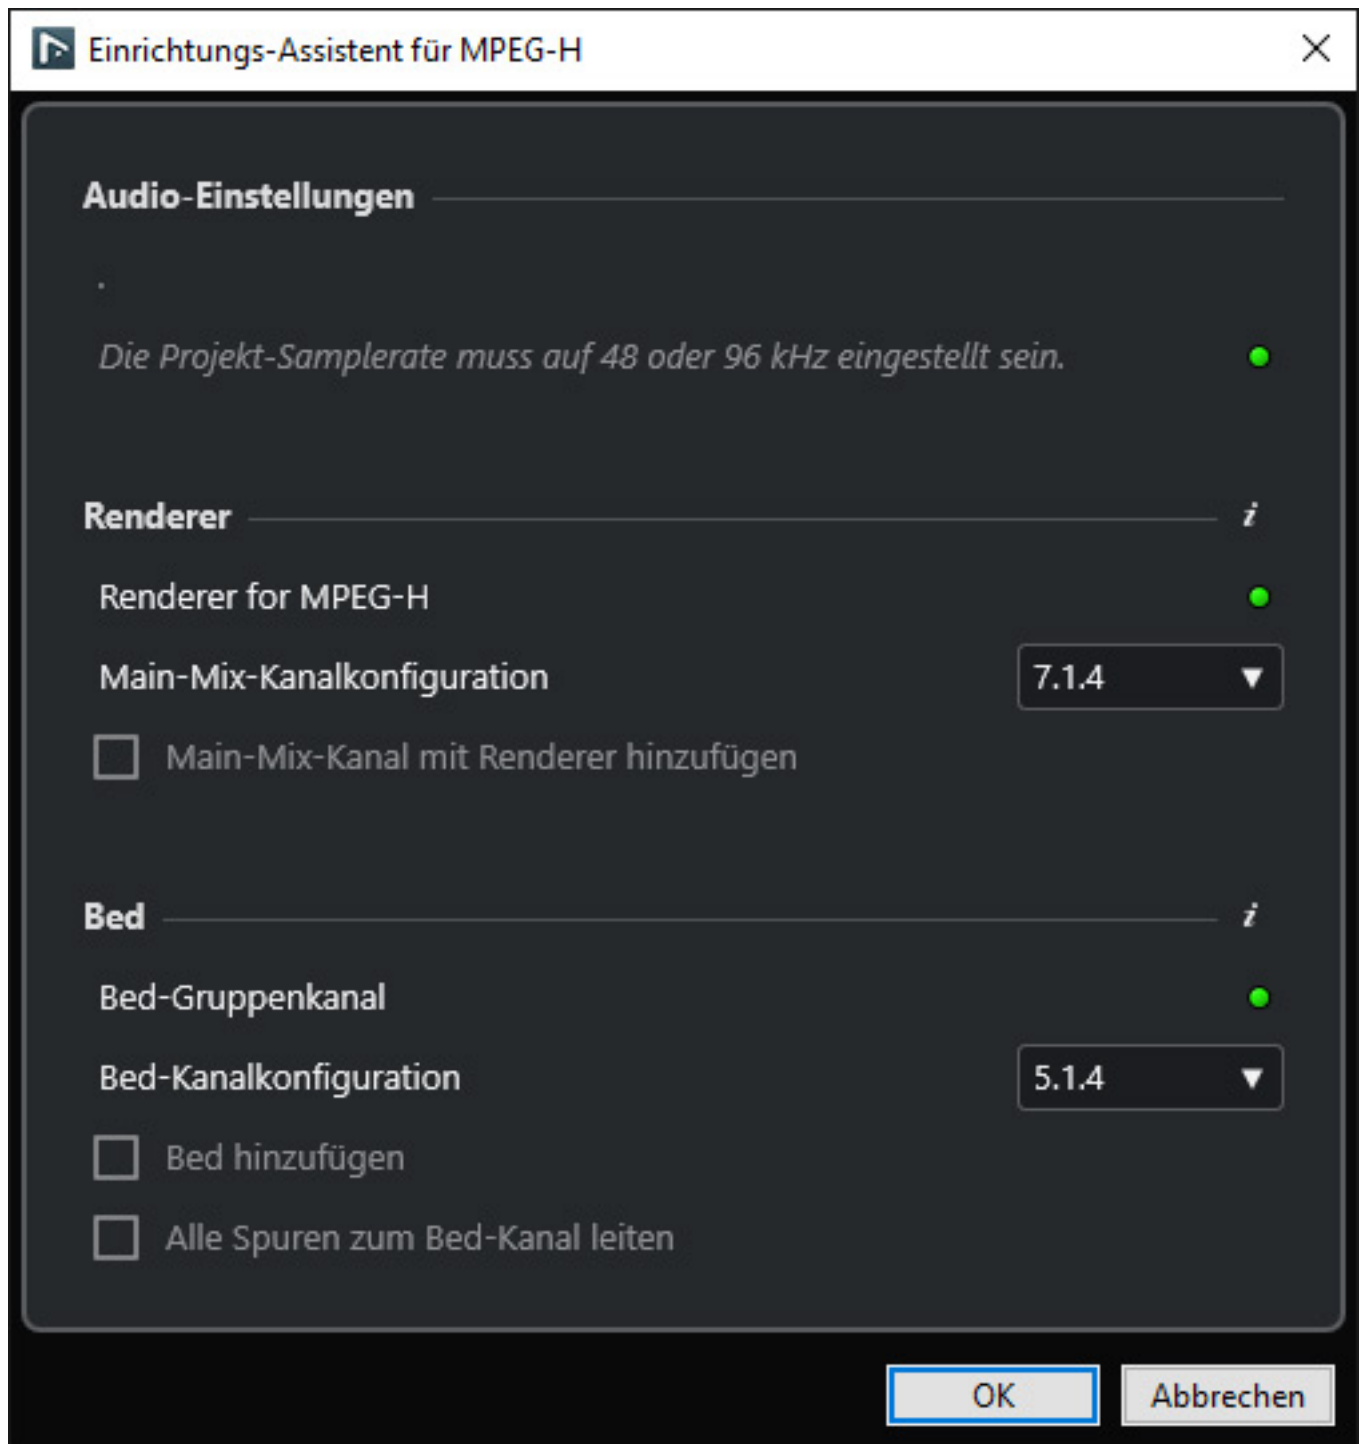 Einrichtungs-Assistent für MPEG-H
Audio-Einstellungen
.
Die Projekt-Samplerate muss auf 48 oder 96 kHz eingestellt sein.
Renderer i
Renderer for MPEG-H
Main-Mix-Kanalkonfiguration 7.1.4
Main-Mix-Kanal mit Renderer hinzufügen
Bed i
Bed-Gruppenkanal
Bed-Kanalkonfiguration 5.1.4
Bed hinzufügen
Alle Spuren zum Bed-Kanal leiten
OK Abbrechen